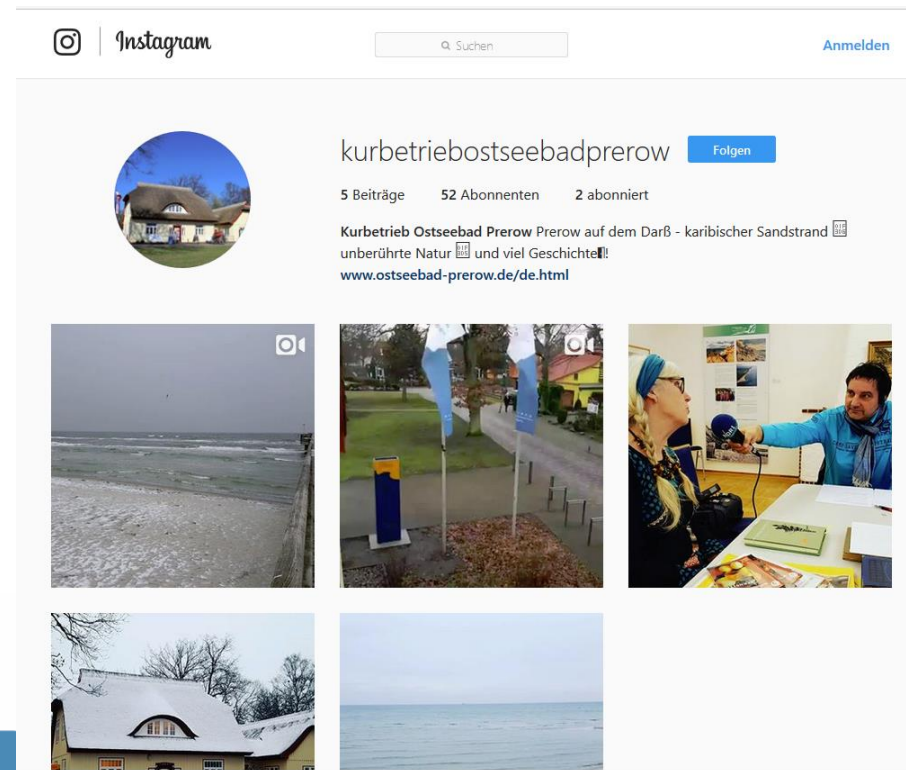 Instagram
Suchen
Anmelden
kurbetriebostseebadprerow Folgen
5 Beiträge 52 Abonnenten 2 abonniert
Kurbetrieb Ostseebad Prerow Prerow auf dem Darß - karibischer Sandstrand
unberührte Natur und viel Geschichte!
www.ostseebad-prerow.de/de.html